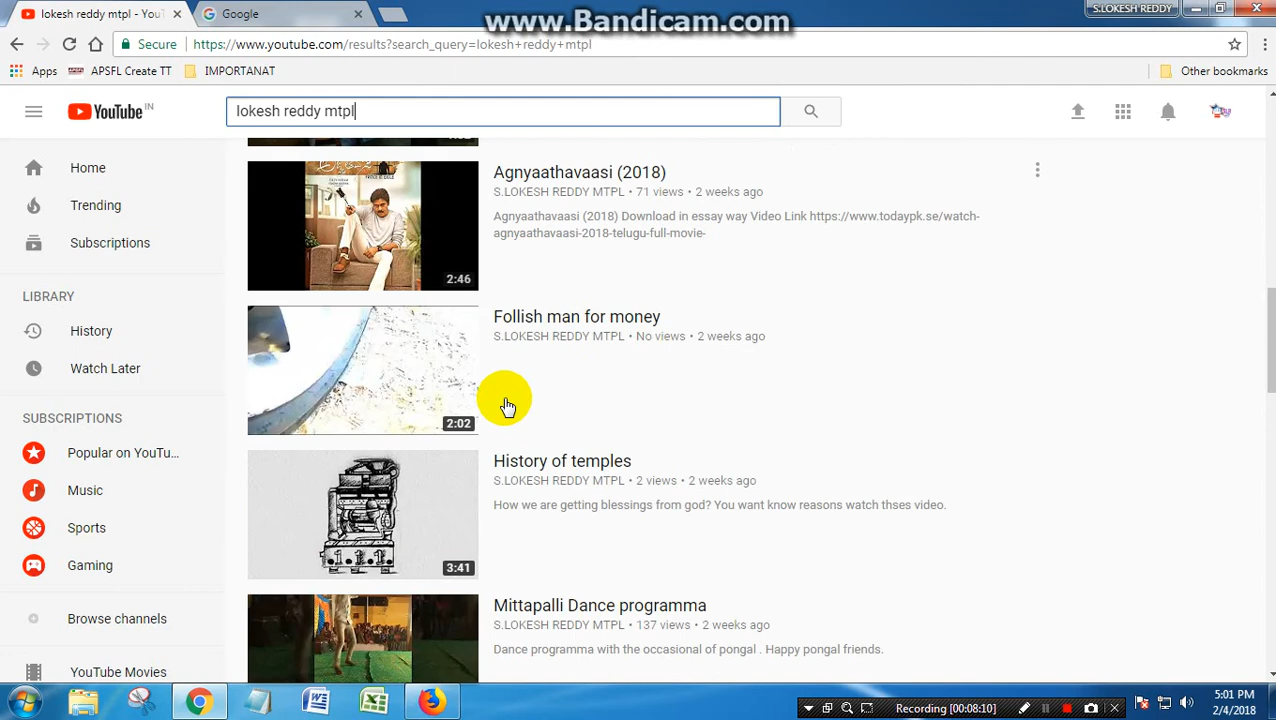 www.Bandicam.com
lokesh reddy mtpl - YouT
Google
S.LOKESH REDDY
Secure
https://www.youtube.com/results?search_query=lokesh+reddy+mtpl
Apps
APSFL Create TT
IMPORTANAT
Other bookmarks
YouTube IN
lokesh reddy mtpl
Home
Trending
Subscriptions
LIBRARY
History
Watch Later
SUBSCRIPTIONS
Popular on YouTu...
Music
Sports
Gaming
Browse channels
YouTube Movies
Agnyaathavaasi (2018)
S.LOKESH REDDY MTPL • 71 views • 2 weeks ago
Agnyaathavaasi (2018) Download in essay way Video Link https://www.todaypk.se/watch-
agnyaathavaasi-2018-telugu-full-movie-
2:46
Follish man for money
S.LOKESH REDDY MTPL • No views • 2 weeks ago
2:02
History of temples
S.LOKESH REDDY MTPL • 2 views • 2 weeks ago
How we are getting blessings from god? You want know reasons watch thses video.
3:41
Mittapalli Dance programma
S.LOKESH REDDY MTPL • 137 views • 2 weeks ago
Dance programma with the occasional of pongal . Happy pongal friends.
Recording [00:08:10]
5:01 PM
2/4/2018